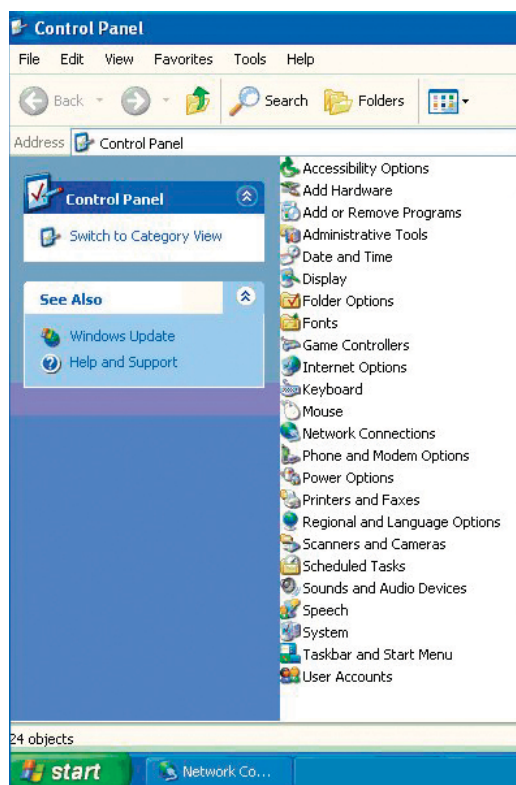 Control Panel
File Edit View Favorites Tools Help
Back Search Folders
Address Control Panel
Control Panel
Switch to Category View
See Also
Windows Update
Help and Support
Accessibility Options
Add Hardware
Add or Remove Programs
Administrative Tools
Date and Time
Display
Folder Options
Fonts
Game Controllers
Internet Options
Keyboard
Mouse
Network Connections
Phone and Modem Options
Power Options
Printers and Faxes
Regional and Language Options
Scanners and Cameras
Scheduled Tasks
Sounds and Audio Devices
Speech
System
Taskbar and Start Menu
User Accounts
24 objects
start Network Co...